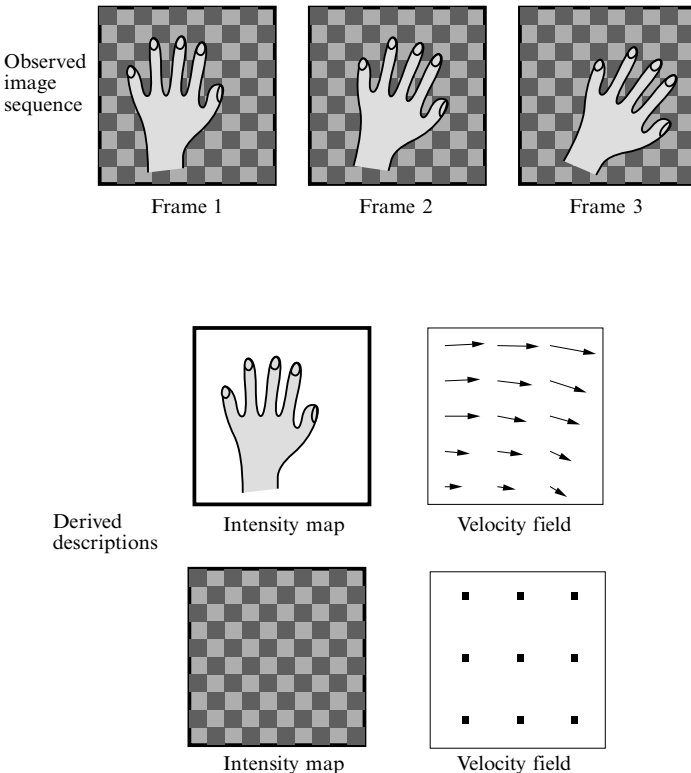 Observed
image
sequence
Frame 1
Frame 2
Frame 3
Derived
descriptions
Intensity map
Velocity field
Intensity map
Velocity field